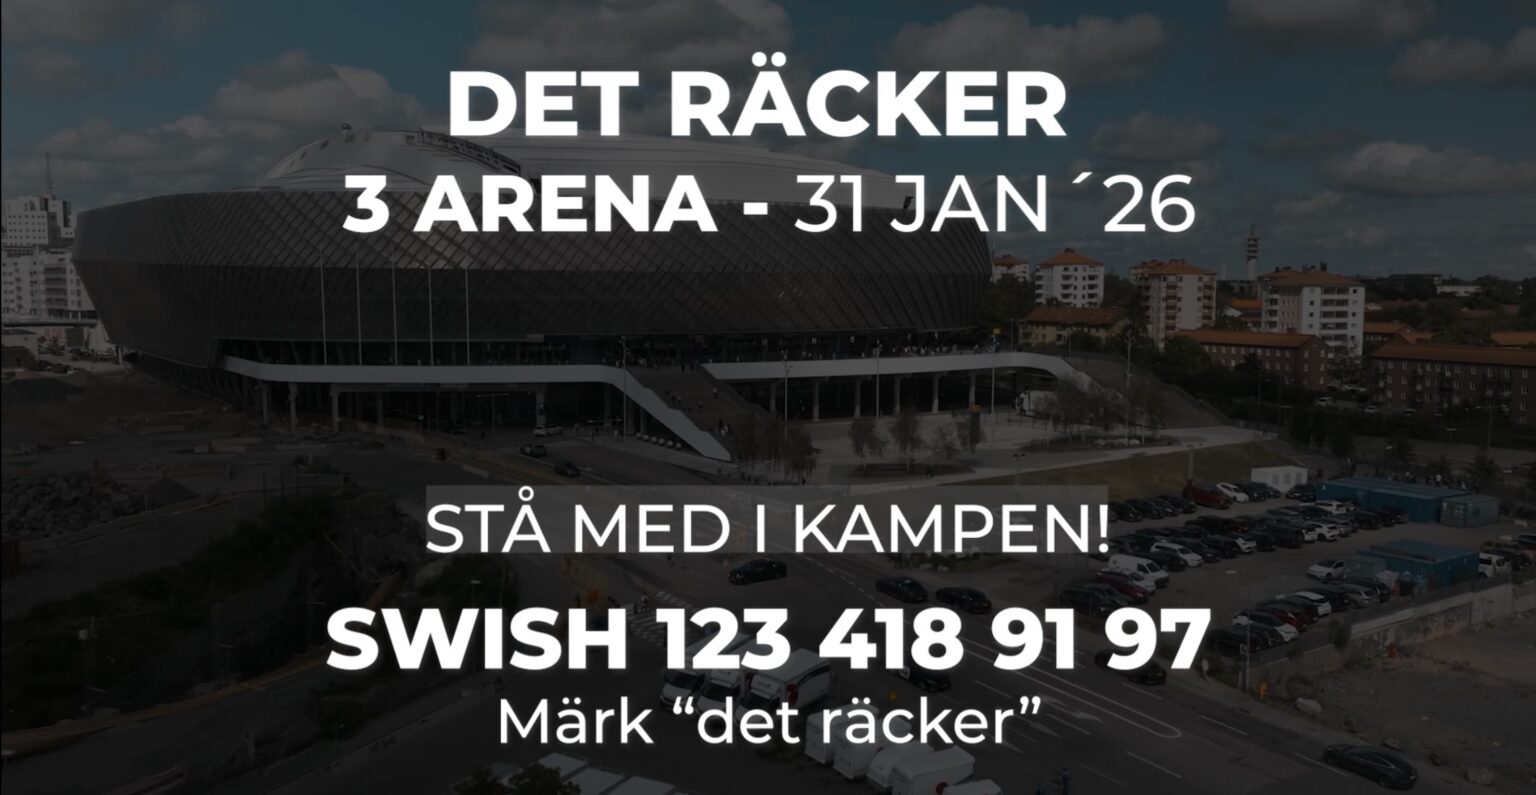 DET RÄCKER
3 ARENA - 31 JAN ´26
STÅ MED I KAMPEN!
SWISH 123 418 91 97
Märk “det räcker”